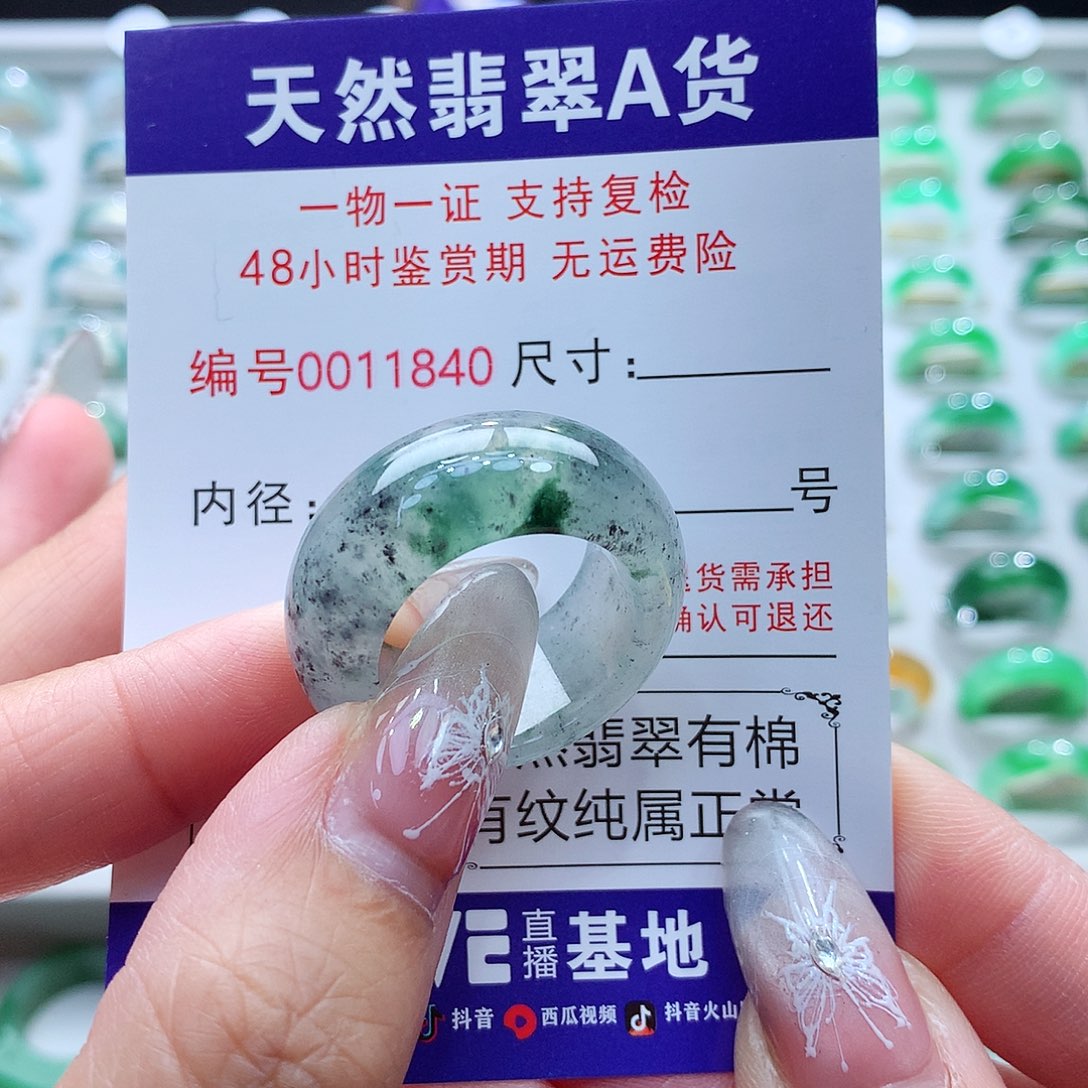 天然翡翠A货
一物一证 支持复检
48小时鉴赏期 无运费险
编号0011840 尺寸:
内径: 号
货需承担
确认可退还
然翡翠有棉
有纹纯属正常
直播基地
抖音 西瓜视频 抖音火山